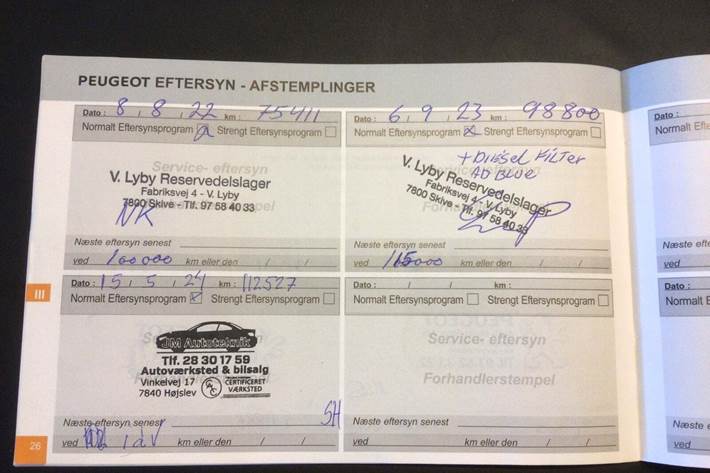 PEUGEOT EFTERSYN - AFSTEMPLINGER
Dato : 8 , 8 , 22 km : 75411
Normalt Eftersynsprogram Strengt Eftersynsprogram
Service- eftersyn
V. Lyby Reservedelslager
Fabriksvej 4 - V. Lyby
7800 Skive - Tlf. 97 58 40 33
NK
Næste eftersyn senest
ved 100000 km eller den / /
Dato : 6 , 9 , 23 km : 98800
Normalt Eftersynsprogram Strengt Eftersynsprogram
+ Diesel Filter
AD Blue
V. Lyby Reservedelslager
Fabriksvej 4 - V. Lyby
7800 Skive - Tlf. 97 58 40 33
Næste eftersyn senest
ved 115000 km eller den / /
III
Dato : 15 , 5 , 24 km : 112527
Normalt Eftersynsprogram Strengt Eftersynsprogram
JM Autoteknik
Tlf. 28 30 17 59
Autoværksted & bilsalg
Vinkelvej 17
7840 Højslev
CERTIFICERET
VÆRKSTED
SH
Næste eftersyn senest
ved km eller den / /
Dato : / / km :
Normalt Eftersynsprogram Strengt Eftersynsprogram
Service- eftersyn
Forhandlerstempel
Næste eftersyn senest
ved km eller den / /
26
Dato :
Normalt E
Næste efte
ved
Dato :
Normalt E
Næste
ved